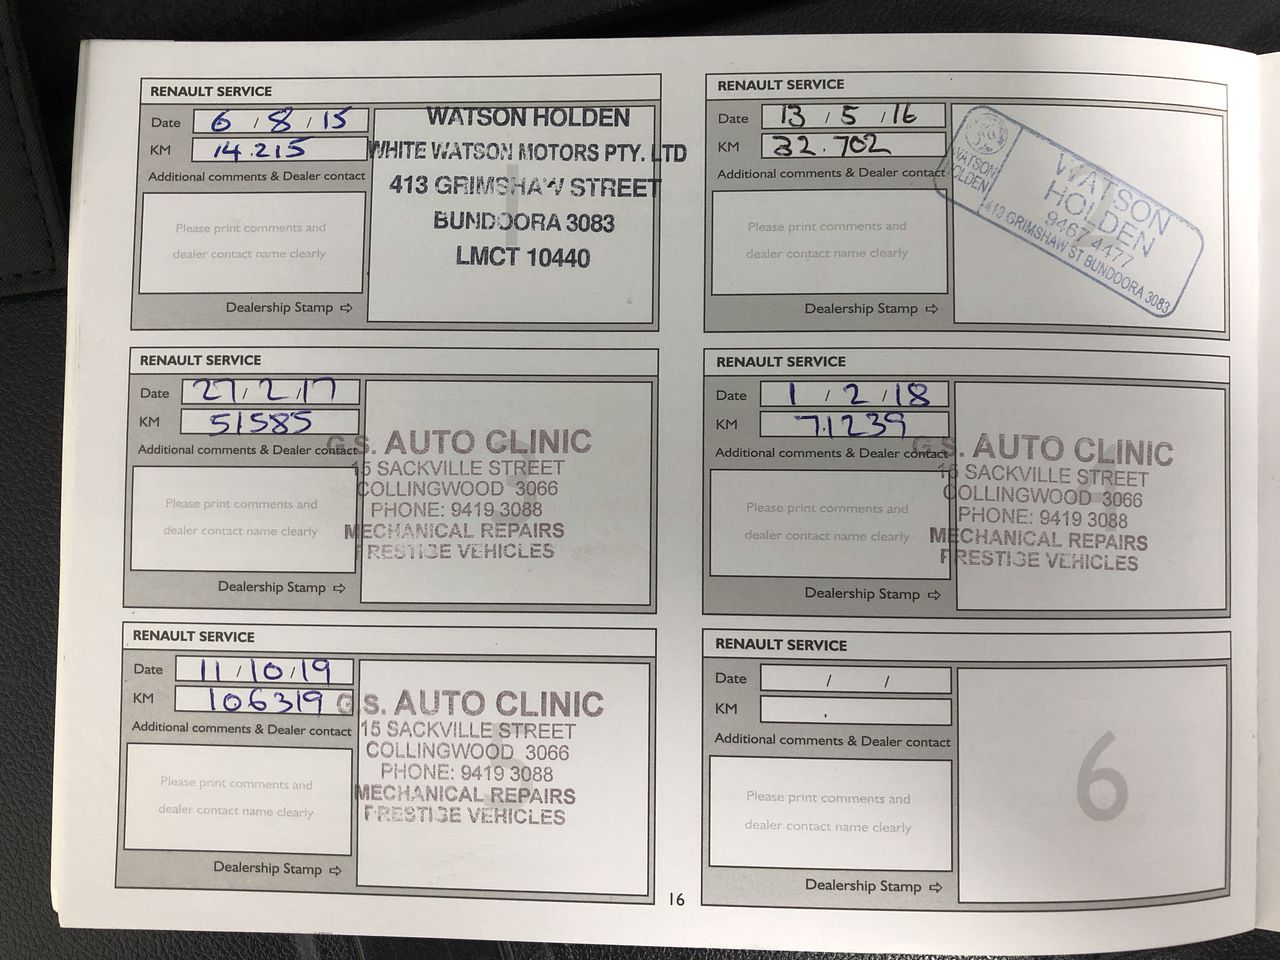 RENAULT SERVICE
Date 6 / 8 / 15
KM 14.215
Additional comments & Dealer contact
Please print comments and
dealer contact name clearly
Dealership Stamp ⇨
WATSON HOLDEN
WHITE WATSON MOTORS PTY. LTD
413 GRIMSHAW STREET
BUNDOORA 3083
LMCT 10440
RENAULT SERVICE
Date 13 / 5 / 16
KM 32.702
Additional comments & Dealer contact
Please print comments and
dealer contact name clearly
Dealership Stamp ⇨
WATSON
HOLDEN
WATSON
HOLDEN
9467 4477
413 GRIMSHAW ST BUNDOORA 3083
RENAULT SERVICE
Date 27 / 2 / 17
KM 51585
Additional comments & Dealer contact
Please print comments and
dealer contact name clearly
Dealership Stamp ⇨
G.S. AUTO CLINIC
15 SACKVILLE STREET
COLLINGWOOD 3066
PHONE: 9419 3088
MECHANICAL REPAIRS
PRESTIGE VEHICLES
RENAULT SERVICE
Date 1 / 2 / 18
KM 71239
Additional comments & Dealer contact
Please print comments and
dealer contact name clearly
Dealership Stamp ⇨
G.S. AUTO CLINIC
15 SACKVILLE STREET
COLLINGWOOD 3066
PHONE: 9419 3088
MECHANICAL REPAIRS
PRESTIGE VEHICLES
RENAULT SERVICE
Date 11 / 10 / 19
KM 106319
Additional comments & Dealer contact
Please print comments and
dealer contact name clearly
Dealership Stamp ⇨
G.S. AUTO CLINIC
15 SACKVILLE STREET
COLLINGWOOD 3066
PHONE: 9419 3088
MECHANICAL REPAIRS
PRESTIGE VEHICLES
RENAULT SERVICE
Date / /
KM ,
Additional comments & Dealer contact
Please print comments and
dealer contact name clearly
Dealership Stamp ⇨
6
16